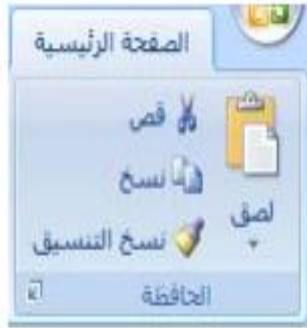 الصفحة الرئيسية
لصق
قص
نسخ
نسخ التنسيق
الحافظة